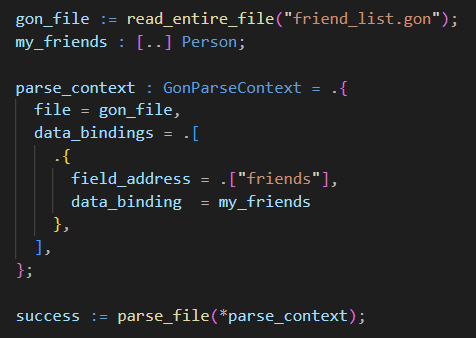 gon_file := read_entire_file("friend_list.gon");
my_friends : [..] Person;

parse_context : GonParseContext = .{
  file = gon_file,
  data_bindings = .[
    .{
      field_address = .["friends"],
      data_binding  = my_friends
    },
  ],
};

success := parse_file(*parse_context);